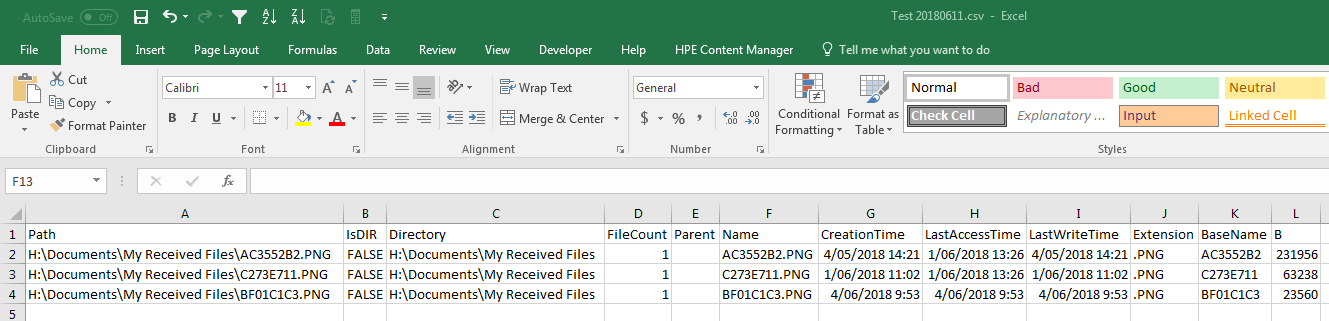 AutoSave Off Test 20180611.csv - Excel
File Home Insert Page Layout Formulas Data Review View Developer Help HPE Content Manager Tell me what you want to do
Paste
Cut
Copy
Format Painter
Clipboard
Calibri 11
B I U
Font
Wrap Text
Merge & Center
Alignment
General
$ % ,
Number
Conditional Formatting
Format as Table
Normal Bad Good Neutral
Check Cell Explanatory ... Input Linked Cell
Styles
F13 fx
A B C D E F G H I J K L
1 Path IsDIR Directory FileCount Parent Name CreationTime LastAccessTime LastWriteTime Extension BaseName B
2 H:\Documents\My Received Files\AC3552B2.PNG FALSE H:\Documents\My Received Files 1 AC3552B2.PNG 4/05/2018 14:21 1/06/2018 13:26 4/05/2018 14:21 .PNG AC3552B2 231956
3 H:\Documents\My Received Files\C273E711.PNG FALSE H:\Documents\My Received Files 1 C273E711.PNG 1/06/2018 11:02 1/06/2018 13:26 1/06/2018 11:02 .PNG C273E711 63238
4 H:\Documents\My Received Files\BF01C1C3.PNG FALSE H:\Documents\My Received Files 1 BF01C1C3.PNG 4/06/2018 9:53 4/06/2018 9:53 4/06/2018 9:53 .PNG BF01C1C3 23560
5